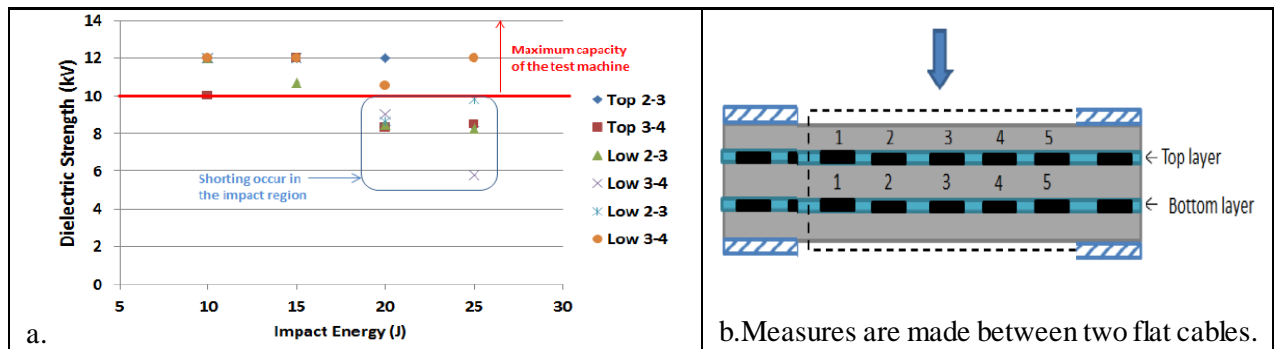 14
12
10
8
6
4
2
0
Dielectric Strength (kV)
5 10 15 20 25 30
Impact Energy (J)
Maximum capacity
of the test machine
Shorting occur in
the impact region
Top 2-3
Top 3-4
Low 2-3
Low 3-4
Low 2-3
Low 3-4
a.
1 2 3 4 5
←Top layer
1 2 3 4 5
← Bottom layer
b.Measures are made between two flat cables.